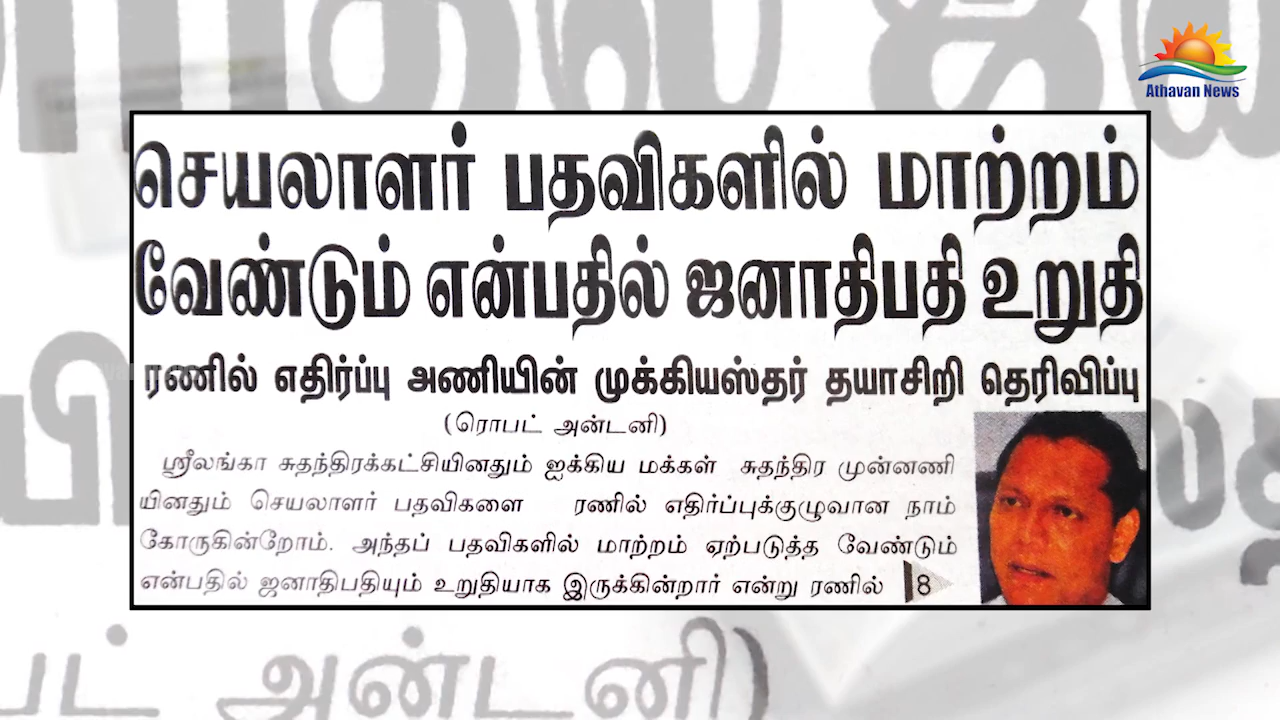 Athavan News
செயலாளர் பதவிகளில் மாற்றம்
வேண்டும் என்பதில் ஜனாதிபதி உறுதி
ரணில் எதிர்ப்பு அணியின் முக்கியஸ்தர் தயாசிறி தெரிவிப்பு
(ரொபட் அன்டனி)
ஸ்ரீலங்கா சுதந்திரக்கட்சியினதும் ஐக்கிய மக்கள் சுதந்திர முன்னணி
யினதும் செயலாளர் பதவிகளை ரணில் எதிர்ப்புக்குழுவான நாம்
கோருகின்றோம். அந்தப் பதவிகளில் மாற்றம் ஏற்படுத்த வேண்டும்
என்பதில் ஜனாதிபதியும் உறுதியாக இருக்கின்றார் என்று ரணில் 8